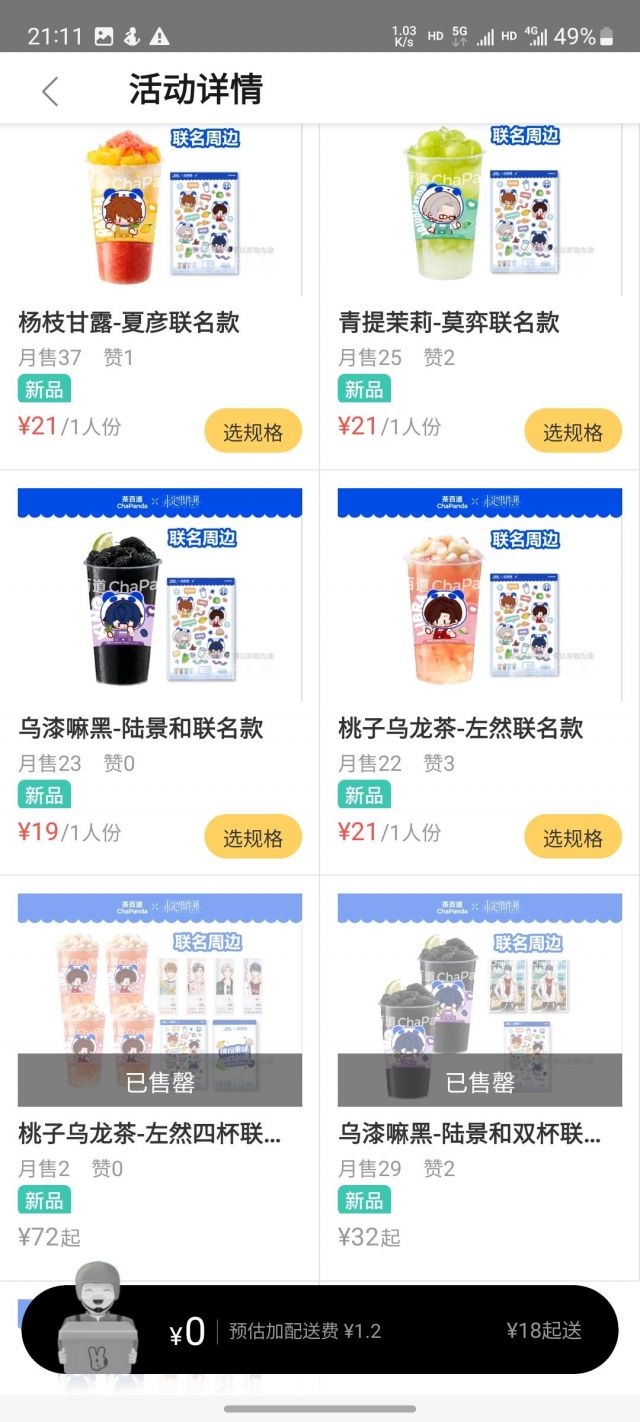 21:11
1.03 K/s HD 5G HD 4G 49%
活动详情
联名周边
联名周边
杨枝甘露-夏彦联名款
青提茉莉-莫弈联名款
月售37 赞1
月售25 赞2
新品
新品
¥21/1人份
选规格
¥21/1人份
选规格
茶百道
ChaPanda
茶百道
ChaPanda
联名周边
联名周边
乌漆嘛黑-陆景和联名款
桃子乌龙茶-左然联名款
月售23 赞0
月售22 赞3
新品
新品
¥19/1人份
选规格
¥21/1人份
选规格
茶百道
ChaPanda
茶百道
ChaPanda
联名周边
联名周边
已售罄
已售罄
桃子乌龙茶-左然四杯联...
乌漆嘛黑-陆景和双杯联...
月售2 赞0
月售29 赞2
新品
新品
¥72起
¥32起
¥0 预估加配送费 ¥1.2
¥18起送